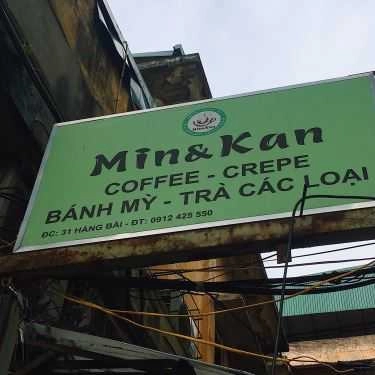 Min&Kan
COFFEE - CREPE
BÁNH MỲ - TRÀ CÁC LOẠI
ĐC: 31 HÀNG BÀI - ĐT: 0912 425 550